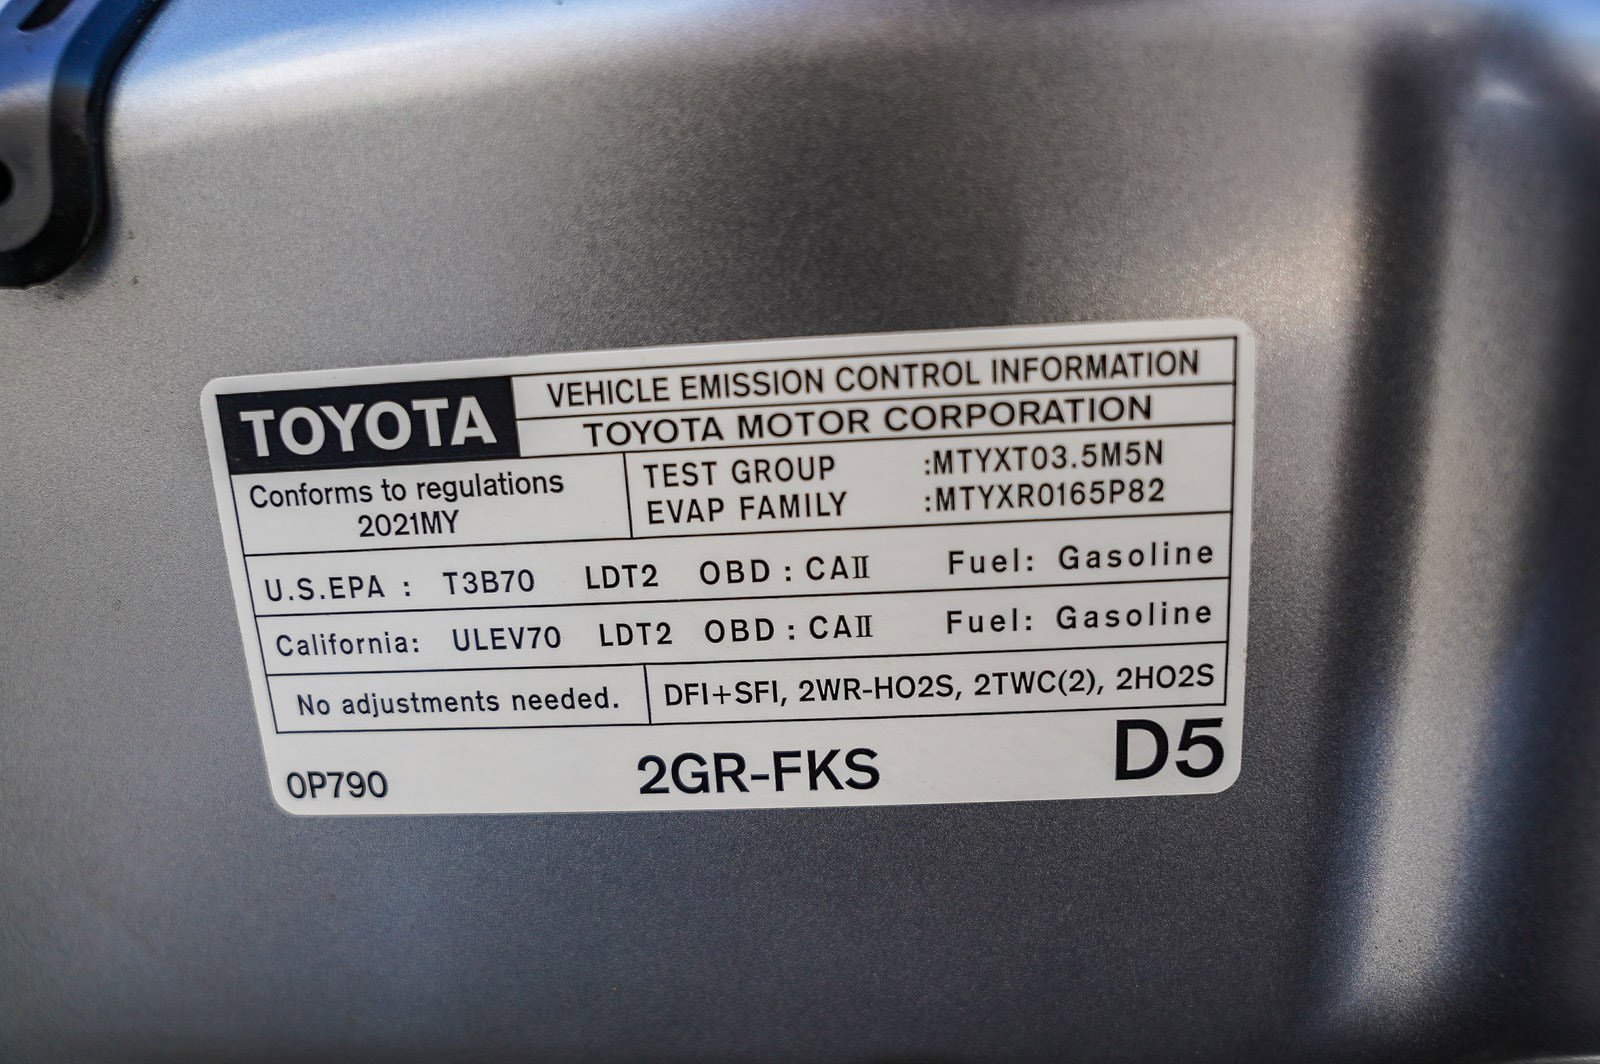 TOYOTA
VEHICLE EMISSION CONTROL INFORMATION
TOYOTA MOTOR CORPORATION
Conforms to regulations
2021MY
TEST GROUP :MTYXT03.5M5N
EVAP FAMILY :MTYXR0165P82
U.S.EPA : T3B70 LDT2 OBD : CAII Fuel: Gasoline
California: ULEV70 LDT2 OBD : CAII Fuel: Gasoline
No adjustments needed.
DFI+SFI, 2WR-HO2S, 2TWC(2), 2HO2S
0P790 2GR-FKS D5